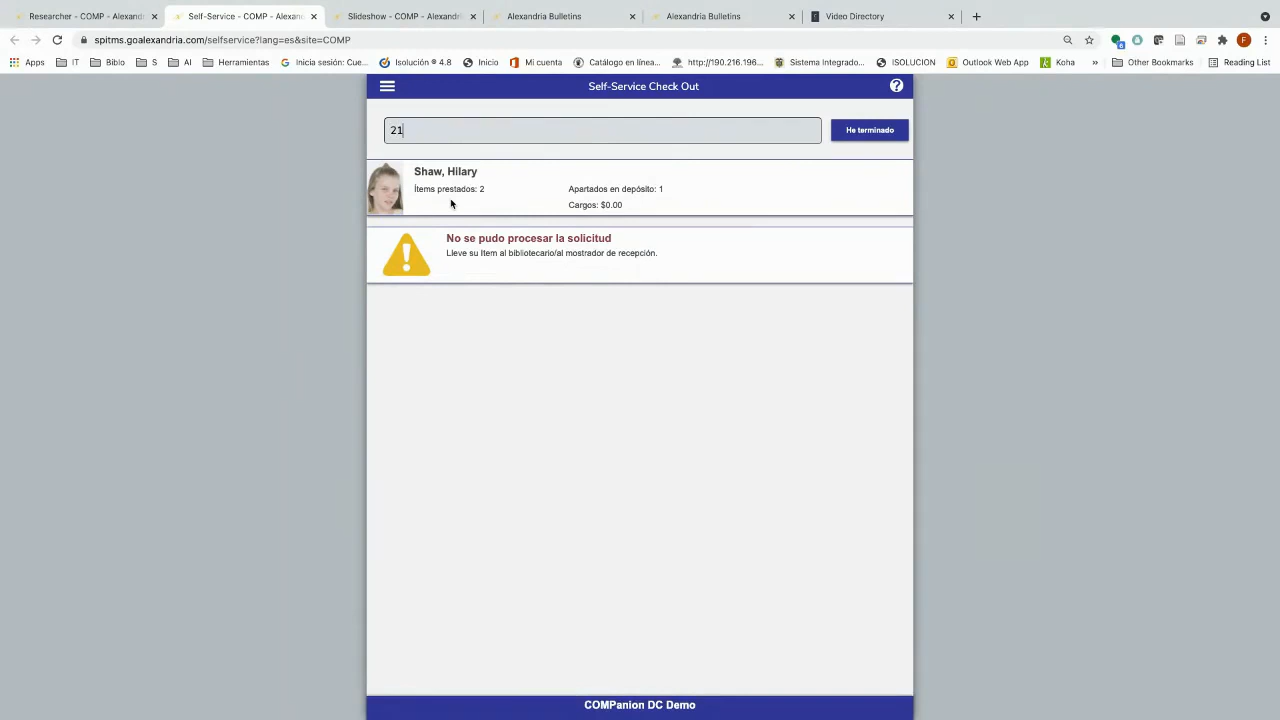 Researcher - COMP - Alexandri
Self-Service - COMP - Alexan
Slideshow - COMP - Alexandri
Alexandria Bulletins
Alexandria Bulletins
Video Directory
spitms.goalexandria.com/selfservice?lang=es&site=COMP
Apps
IT
Biblo
S
AI
Herramientas
Inicia sesión: Cue...
Isolución ® 4.8
Inicio
Mi cuenta
Catálogo en línea...
http://190.216.196...
Sistema Integrado...
ISOLUCION
Outlook Web App
Koha
»
Other Bookmarks
Reading List
Self-Service Check Out
21
He terminado
Shaw, Hilary
Ítems prestados: 2
Apartados en depósito: 1
Cargos: $0.00
No se pudo procesar la solicitud
Lleve su Item al bibliotecario/al mostrador de recepción.
COMPanion DC Demo